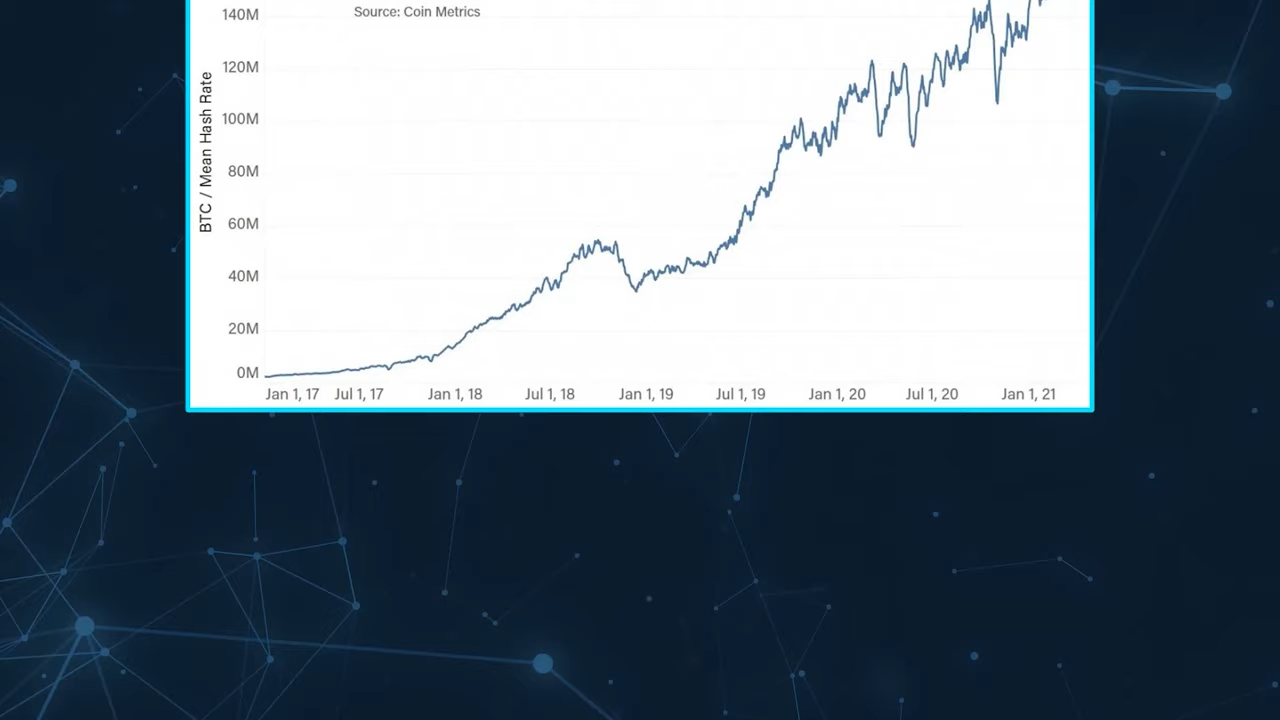 140M
Source: Coin Metrics
120M
100M
80M
60M
40M
20M
0M
BTC / Mean Hash Rate
Jan 1, 17 Jul 1, 17 Jan 1, 18 Jul 1, 18 Jan 1, 19 Jul 1, 19 Jan 1, 20 Jul 1, 20 Jan 1, 21